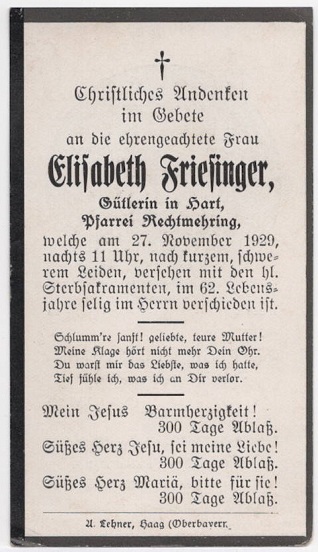 Christliches Andenken
im Gebete
an die ehrengeachtete Frau
Elisabeth Friesinger,
Gütlerin in Hart,
Pfarrei Rechtmehring,
welche am 27. November 1929,
nachts 11 Uhr, nach kurzem, schwe-
rem Leiden, versehen mit den hl.
Sterbsakramenten, im 62. Lebens-
jahre selig im Herrn verschieden ist.
Schlumm're sanft! geliebte, teure Mutter!
Meine Klage hört nicht mehr Dein Ohr.
Du warst mir das Liebste, was ich hatte,
Tief fühle ich, was ich an Dir verlor.
Mein Jesus Barmherzigkeit!
300 Tage Ablaß.
Süßes Herz Jesu, sei meine Liebe!
300 Tage Ablaß.
Süßes Herz Mariä, bitte für sie!
300 Tage Ablaß.
A. Lehner, Haag (Oberbayern.